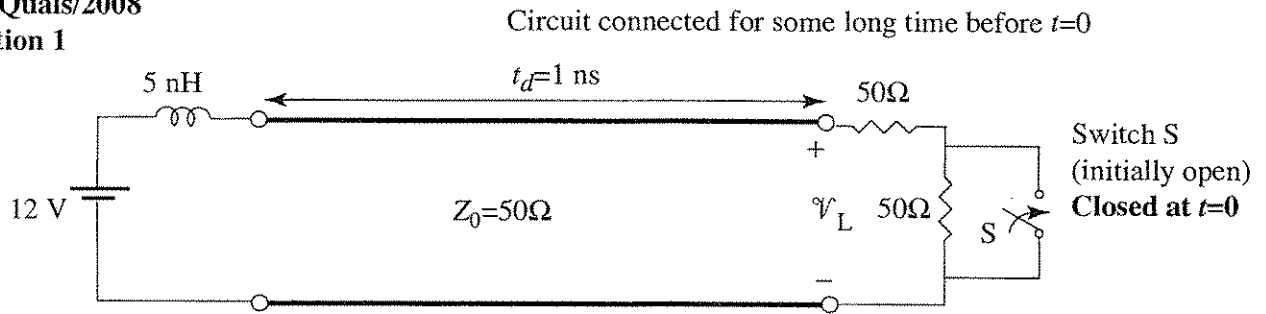 Quals/2008
tion 1
Circuit connected for some long time before t=0
t_d=1 ns
5 nH
50Ω
12 V
Z_0=50Ω
+
𝒱_L
−
50Ω
S
Switch S
(initially open)
Closed at t=0